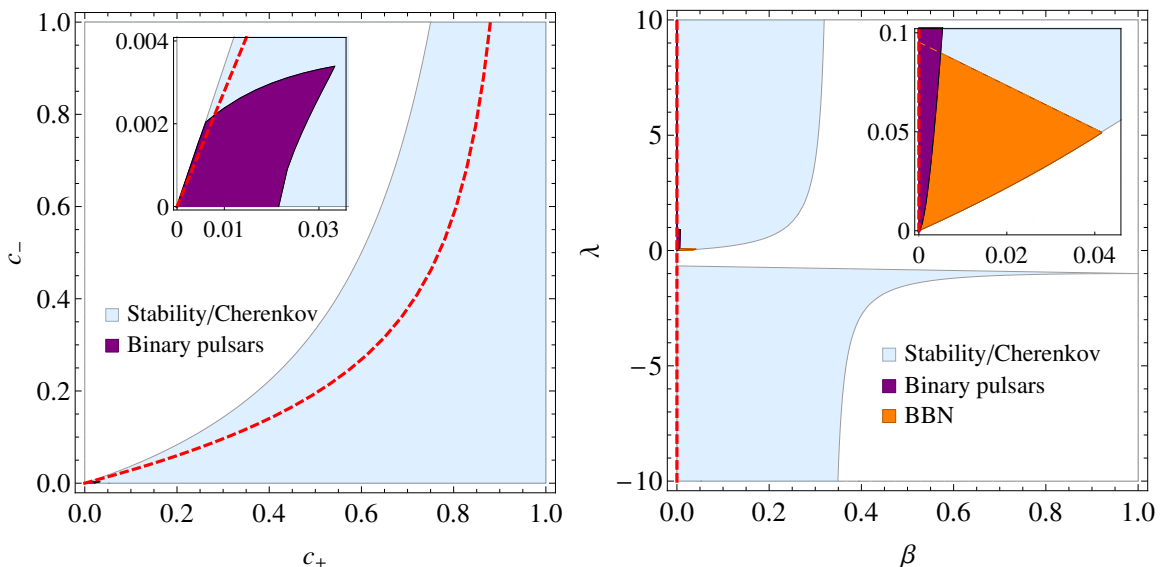 1.0
0.8
0.6
0.4
0.2
0.0
c₋
0.004
0.002
0
0 0.01 0.03
Stability/Cherenkov
Binary pulsars
0.0 0.2 0.4 0.6 0.8 1.0
c₊
10
5
0
−5
−10
λ
0.1
0.05
0
0 0.02 0.04
Stability/Cherenkov
Binary pulsars
BBN
0.0 0.2 0.4 0.6 0.8 1.0
β